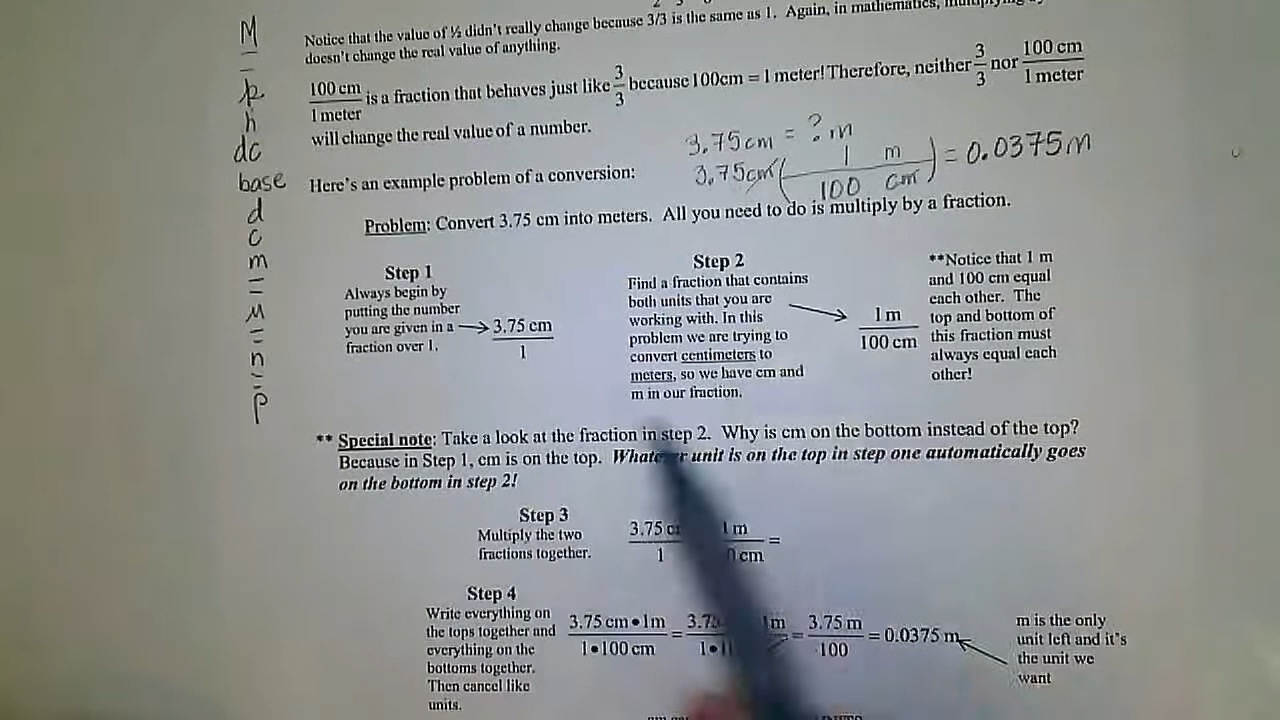 Notice that the value of ½ didn't really change because 3/3 is the same as 1. Again, in mathematics, multiplying
doesn't change the real value of anything.
100 cm / 1 meter is a fraction that behaves just like 3/3 because 100cm = 1 meter! Therefore, neither 3/3 nor 100 cm / 1 meter
will change the real value of a number.
3.75cm = ? m
3.75cm ( 1 m / 100 cm ) = 0.0375m
Here's an example problem of a conversion:
Problem: Convert 3.75 cm into meters. All you need to do is multiply by a fraction.
M
—
k
h
dc
base
d
c
m
—
—
μ
—
—
n
—
—
p
Step 1
Always begin by
putting the number
you are given in a
fraction over 1.
3.75 cm
1
Step 2
Find a fraction that contains
both units that you are
working with. In this
problem we are trying to
convert centimeters to
meters, so we have cm and
m in our fraction.
1 m
100 cm
**Notice that 1 m
and 100 cm equal
each other. The
top and bottom of
this fraction must
always equal each
other!
** Special note: Take a look at the fraction in step 2. Why is cm on the bottom instead of the top?
Because in Step 1, cm is on the top. Whatever unit is on the top in step one automatically goes
on the bottom in step 2!
Step 3
Multiply the two
fractions together.
3.75 c 1 m
1 0 cm =
Step 4
Write everything on
the tops together and
everything on the
bottoms together.
Then cancel like
units.
3.75 cm • 1m / 1 • 100 cm = 3.7 1m / 1 • 1 = 3.75 m / 100 = 0.0375 m
m is the only
unit left and it's
the unit we
want